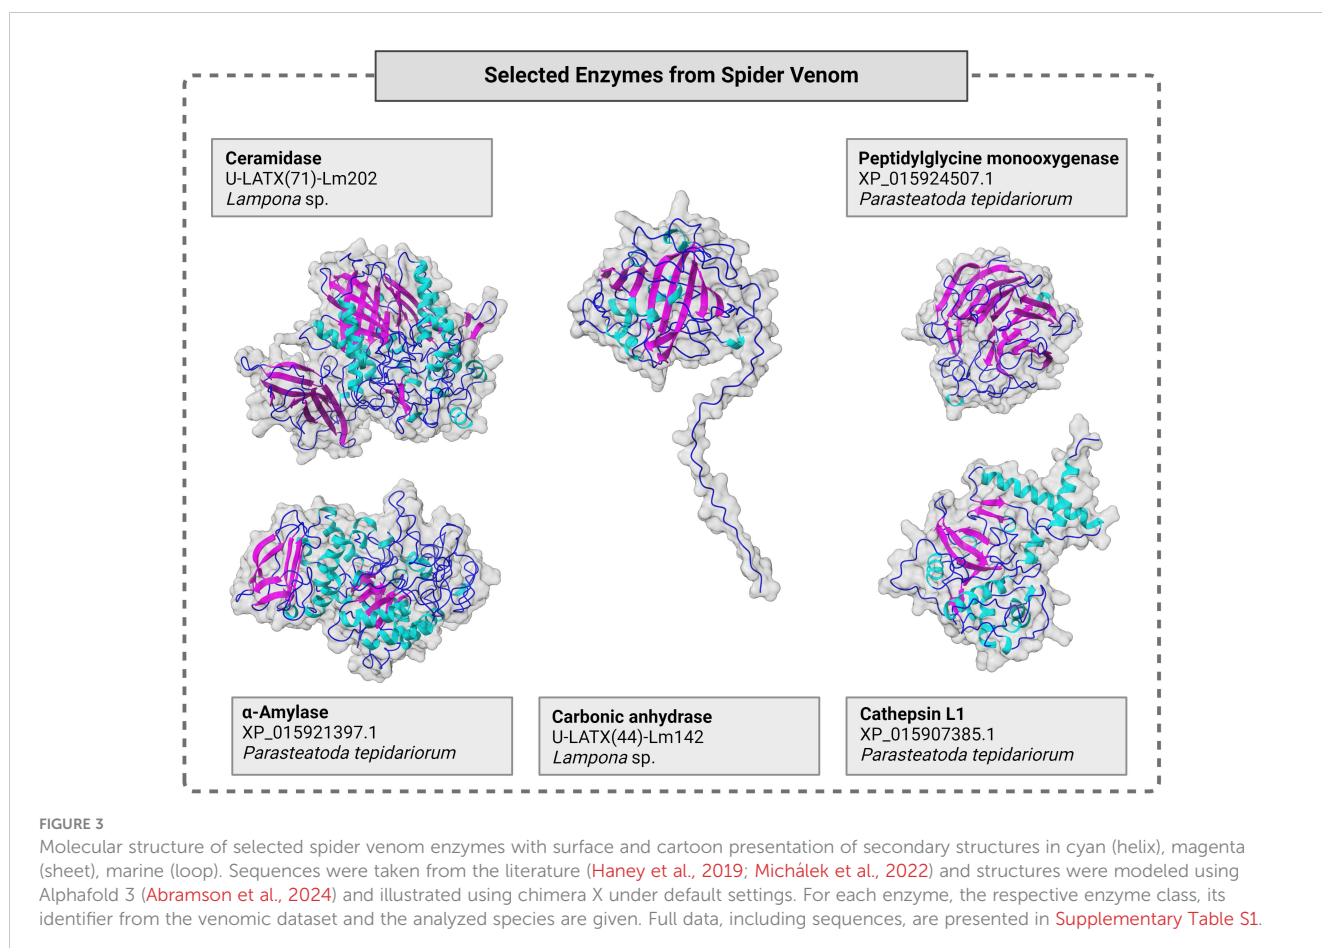 Selected Enzymes from Spider Venom
Ceramidase
U-LATX(71)-Lm202
Lampona sp.
Peptidylglycine monooxygenase
XP_015924507.1
Parasteatoda tepidariorum
α-Amylase
XP_015921397.1
Parasteatoda tepidariorum
Carbonic anhydrase
U-LATX(44)-Lm142
Lampona sp.
Cathepsin L1
XP_015907385.1
Parasteatoda tepidariorum
FIGURE 3
Molecular structure of selected spider venom enzymes with surface and cartoon presentation of secondary structures in cyan (helix), magenta
(sheet), marine (loop). Sequences were taken from the literature (Haney et al., 2019; Michálek et al., 2022) and structures were modeled using
Alphafold 3 (Abramson et al., 2024) and illustrated using chimera X under default settings. For each enzyme, the respective enzyme class, its
identifier from the venomic dataset and the analyzed species are given. Full data, including sequences, are presented in Supplementary Table S1.